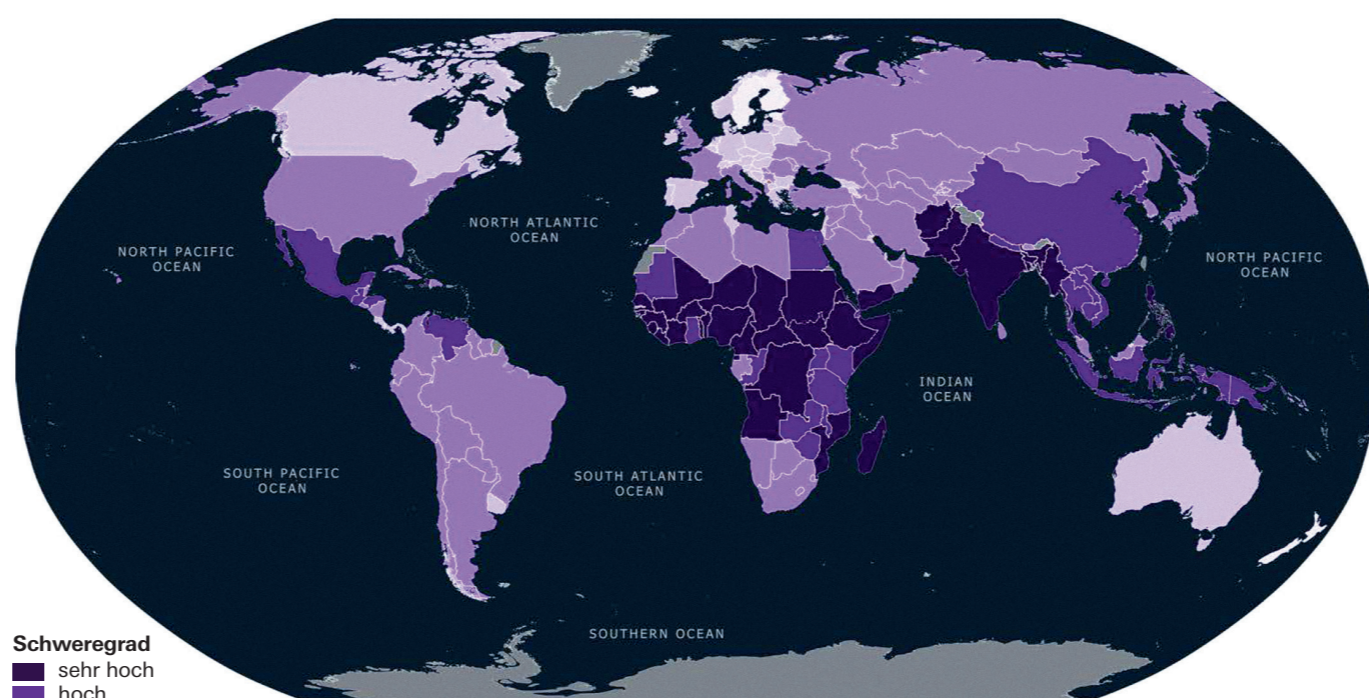 NORTH ATLANTIC
OCEAN
NORTH PACIFIC
OCEAN
NORTH PACIFIC
OCEAN
INDIAN
OCEAN
SOUTH PACIFIC
OCEAN
SOUTH ATLANTIC
OCEAN
SOUTHERN OCEAN
Schweregrad
sehr hoch
hoch